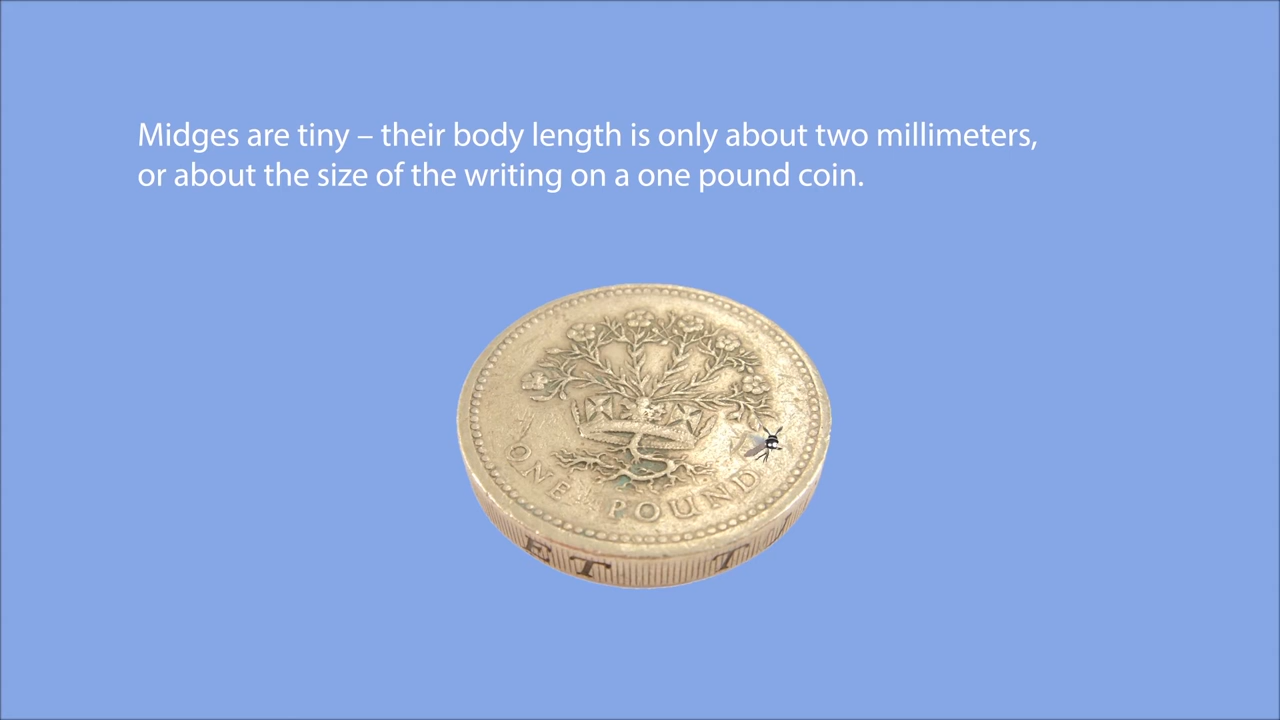 Midges are tiny – their body length is only about two millimeters,
or about the size of the writing on a one pound coin.
ONE POUND
ET T